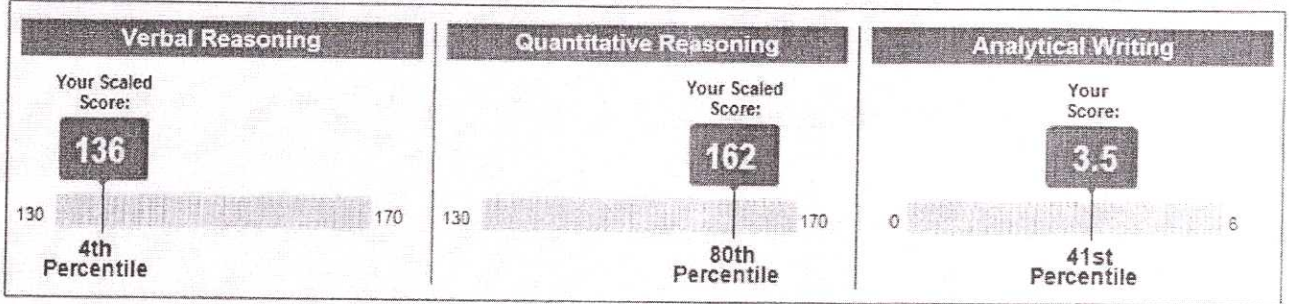 Verbal Reasoning
Your Scaled
Score:
136
130
170
4th
Percentile
Quantitative Reasoning
Your Scaled
Score:
162
130
170
80th
Percentile
Analytical Writing
Your
Score:
3.5
0
6
41st
Percentile